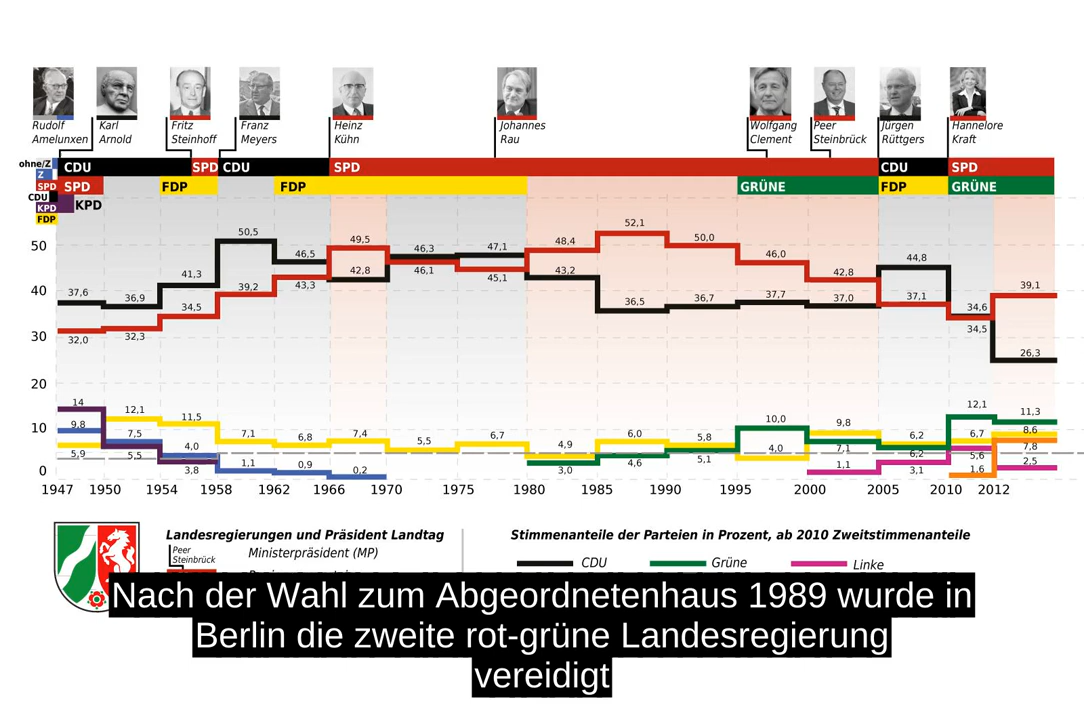 Rudolf Amelunxen
Karl Arnold
Fritz Steinhoff
Franz Meyers
Heinz Kühn
Johannes Rau
Wolfgang Clement
Peer Steinbrück
Jürgen Rüttgers
Hannelore Kraft
ohne/Z CDU SPD CDU SPD CDU SPD
Z
SPD SPD FDP FDP GRÜNE FDP GRÜNE
CDU
KPD KPD
FDP
50
40
30
20
10
0
37,6 36,9 41,3 50,5 46,5 49,5 46,3 47,1 48,4 52,1 50,0 46,0 42,8 44,8 34,6 39,1
32,0 32,3 34,5 39,2 43,3 42,8 46,1 45,1 43,2 36,5 36,7 37,7 37,0 37,1 34,5 26,3
14 12,1 11,5 7,1 6,8 7,4 5,5 6,7 4,9 6,0 5,8 10,0 9,8 6,2 12,1 11,3
9,8 7,5 4,0 4,0 7,1 6,2 6,7 8,6
5,9 5,5 3,8 1,1 0,9 0,2 3,0 4,6 5,1 1,1 3,1 5,6 7,8
1,6 2,5
1947 1950 1954 1958 1962 1966 1970 1975 1980 1985 1990 1995 2000 2005 2010 2012
Landesregierungen und Präsident Landtag
Peer Steinbrück
Ministerpräsident (MP)
Stimmenanteile der Parteien in Prozent, ab 2010 Zweitstimmenanteile
CDU Grüne Linke
Nach der Wahl zum Abgeordnetenhaus 1989 wurde in
Berlin die zweite rot-grüne Landesregierung
vereidigt